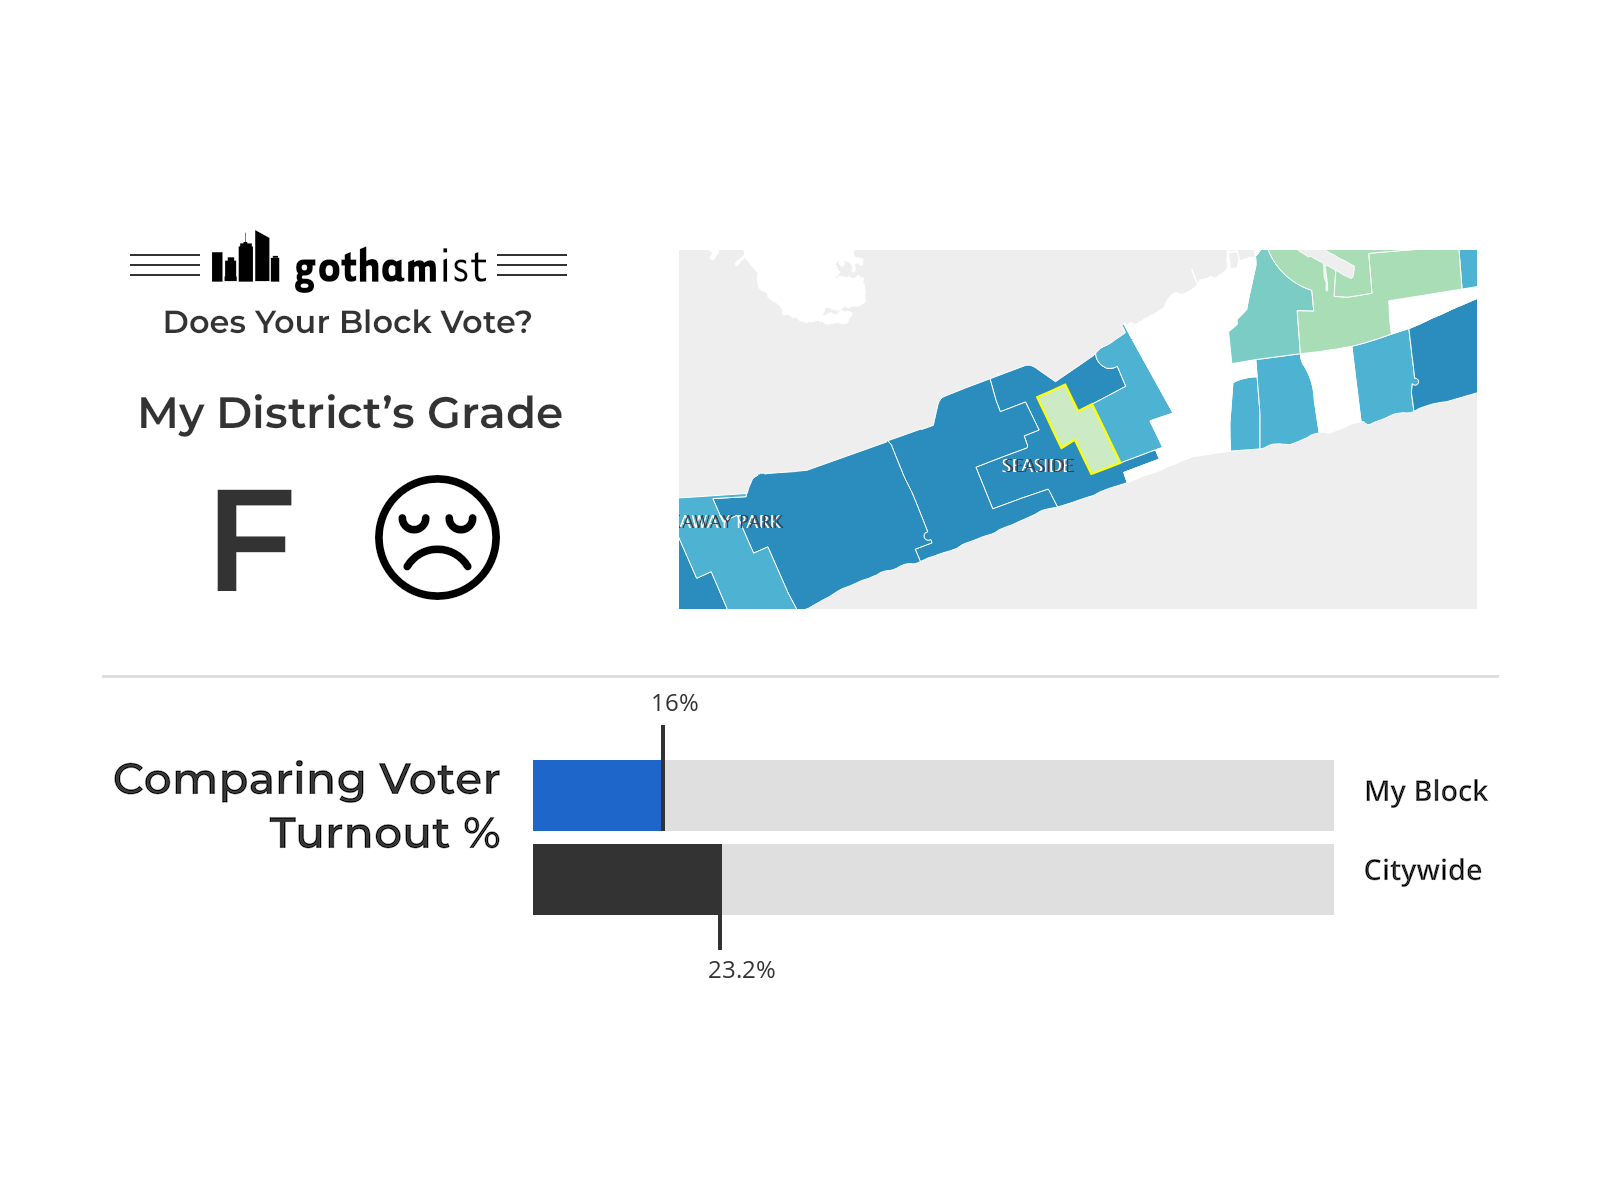 gothamist
Does Your Block Vote?
My District's Grade
F
SEASIDE
AWAY PARK
16%
Comparing Voter
Turnout %
My Block
Citywide
23.2%